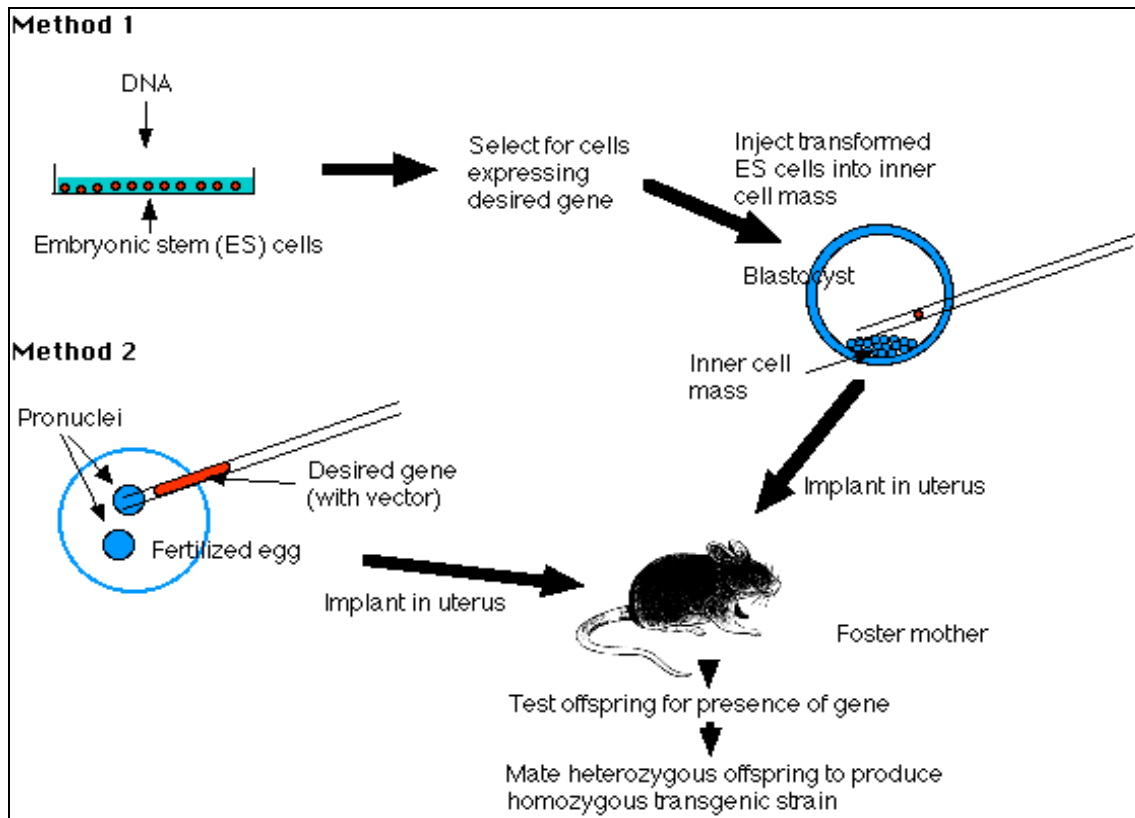 Method 1
DNA
Embryonic stem (ES) cells
Select for cells
expressing
desired gene
Inject transformed
ES cells into inner
cell mass
Blastocyst
Inner cell
mass
Implant in uterus
Method 2
Pronuclei
Desired gene
(with vector)
Fertilized egg
Implant in uterus
Foster mother
Test offspring for presence of gene
Mate heterozygous offspring to produce
homozygous transgenic strain